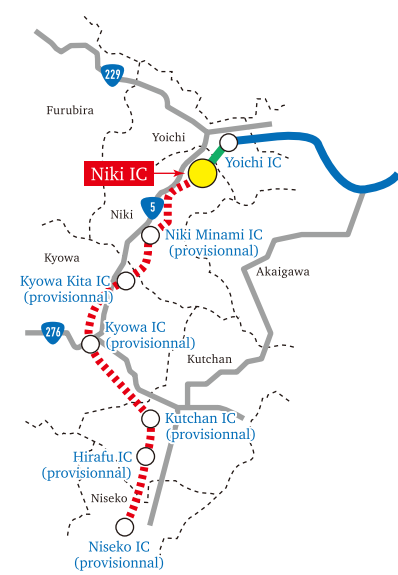 229
Furubira
Yoichi
Yoichi IC
Niki IC
5
Niki
Niki Minami IC
(provisionnal)
Kyowa
Akaigawa
Kyowa Kita IC
(provisionnal)
276
Kyowa IC
(provisionnal)
Kutchan
Kutchan IC
(provisionnal)
Hirafu IC
(provisionnal)
Niseko
Niseko IC
(provisionnal)